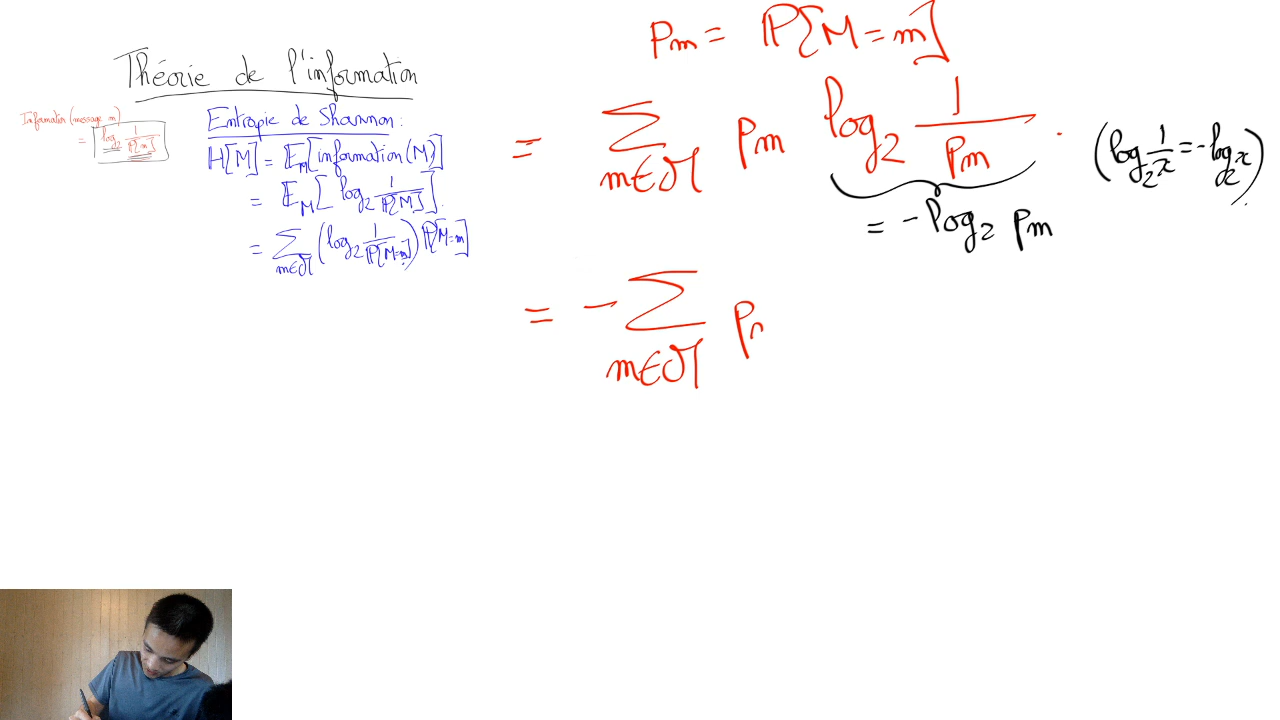 Théorie de l'information
Information (message m)
= log₂ 1/ℙ[m]
Entropie de Shannon :
H[M] = 𝔼_M[information(M)]
= 𝔼_M[log₂ 1/ℙ[M]].
= Σ_{m∈ℳ} (log₂ 1/ℙ[M=m]) ℙ[M=m]
p_m = ℙ[M=m]
= Σ_{m∈ℳ} p_m log₂ 1/p_m .
(log₂ 1/x = -log₂ x)
= -log₂ p_m
= - Σ_{m∈ℳ} p